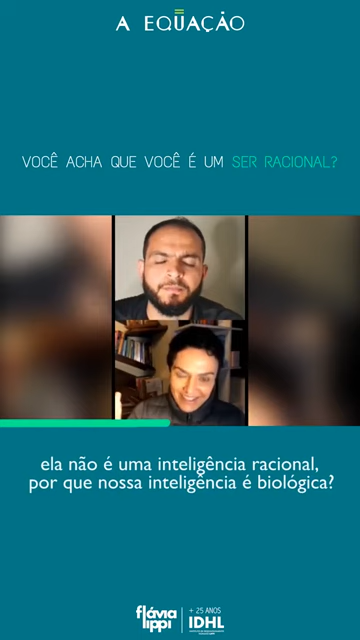 A EQUAÇÃO
VOCÊ ACHA QUE VOCÊ É UM SER RACIONAL?
ela não é uma inteligência racional,
por que nossa inteligência é biológica?
flávia
lippi
+ 25 ANOS
IDHL